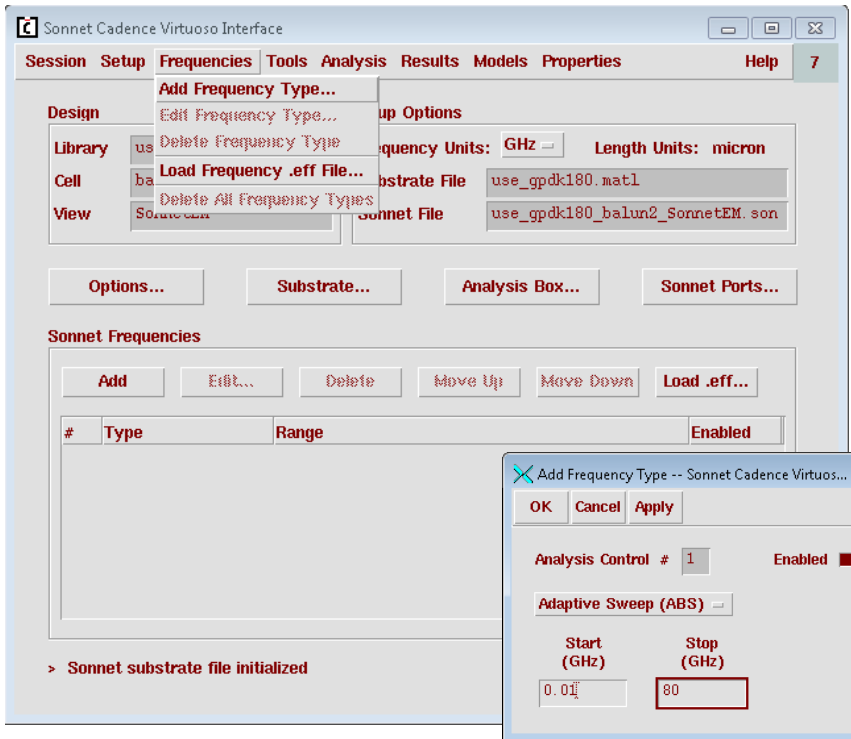 Sonnet Cadence Virtuoso Interface
Session Setup Frequencies Tools Analysis Results Models Properties Help 7
Add Frequency Type...
Edit Frequency Type...
Delete Frequency Type
Load Frequency .eff File...
Delete All Frequency Types
Design
Library us
Cell ba
View SonnetEM
up Options
quency Units: GHz Length Units: micron
bstrate File use_gpdk180.matl
Sonnet File use_gpdk180_balun2_SonnetEM.son
Options... Substrate... Analysis Box... Sonnet Ports...
Sonnet Frequencies
Add Edit... Delete Move Up Move Down Load .eff...
# Type Range Enabled
> Sonnet substrate file initialized
Add Frequency Type -- Sonnet Cadence Virtuos...
OK Cancel Apply
Analysis Control # 1 Enabled
Adaptive Sweep (ABS)
Start Stop
(GHz) (GHz)
0.01 80